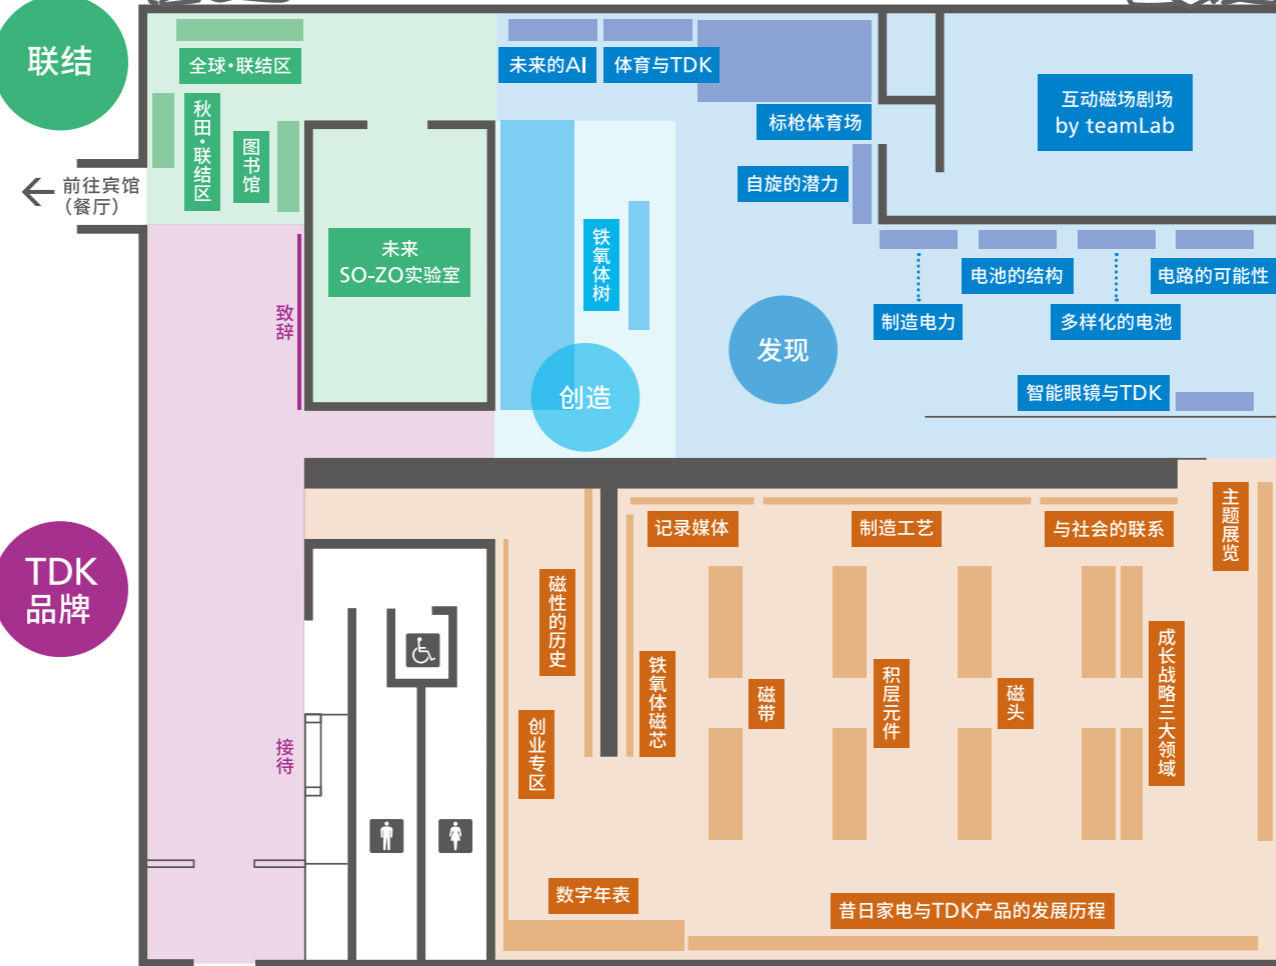 联结
全球·联结区
秋田·联结区
图书馆
前往宾馆
（餐厅）
未来
SO-ZO实验室
致辞
未来的AI
体育与TDK
标枪体育场
自旋的潜力
互动磁场剧场
by teamLab
铁氧体树
创造
发现
电池的结构
电路的可能性
制造电力
多样化的电池
智能眼镜与TDK
TDK
品牌
接待
记录媒体
制造工艺
与社会的联系
主题展览
磁性的历史
铁氧体磁芯
磁带
积层元件
磁头
成长战略三大领域
创业专区
数字年表
昔日家电与TDK产品的发展历程